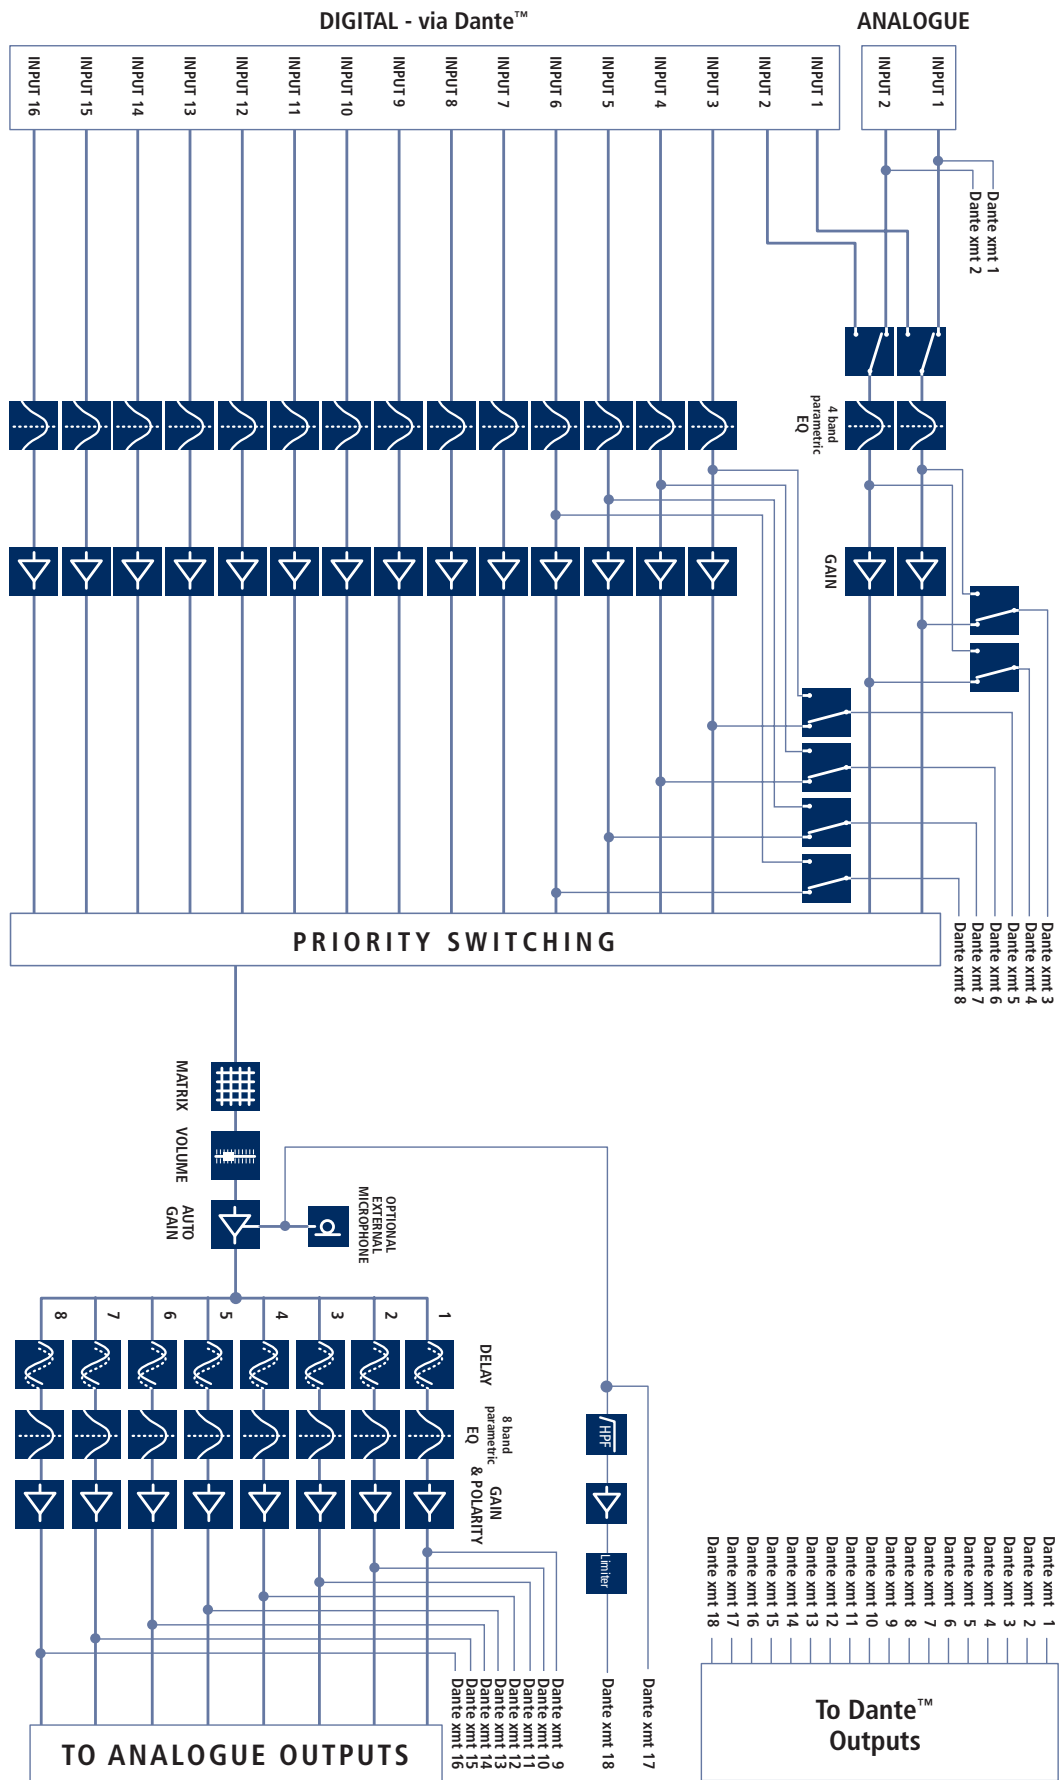 DIGITAL - via Dante™
ANALOGUE
INPUT 16
INPUT 15
INPUT 14
INPUT 13
INPUT 12
INPUT 11
INPUT 10
INPUT 9
INPUT 8
INPUT 7
INPUT 6
INPUT 5
INPUT 4
INPUT 3
INPUT 2
INPUT 1
INPUT 2
INPUT 1
Dante xmt 1
Dante xmt 2
4 band
parametric
EQ
GAIN
PRIORITY SWITCHING
Dante xmt 3
Dante xmt 4
Dante xmt 5
Dante xmt 6
Dante xmt 7
Dante xmt 8
MATRIX
VOLUME
AUTO
GAIN
OPTIONAL
EXTERNAL
MICROPHONE
8
7
6
5
4
3
2
1
DELAY
8 band
parametric
EQ
GAIN
& POLARITY
HPF
Limiter
Dante xmt 9
Dante xmt 10
Dante xmt 11
Dante xmt 12
Dante xmt 13
Dante xmt 14
Dante xmt 15
Dante xmt 16
Dante xmt 17
Dante xmt 18
TO ANALOGUE OUTPUTS
Dante xmt 1
Dante xmt 2
Dante xmt 3
Dante xmt 4
Dante xmt 5
Dante xmt 6
Dante xmt 7
Dante xmt 8
Dante xmt 9
Dante xmt 10
Dante xmt 11
Dante xmt 12
Dante xmt 13
Dante xmt 14
Dante xmt 15
Dante xmt 16
Dante xmt 17
Dante xmt 18
To Dante™
Outputs